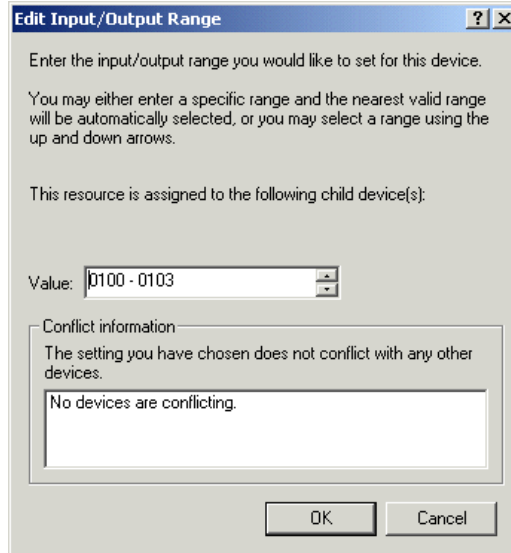 Edit Input/Output Range
Enter the input/output range you would like to set for this device.
You may either enter a specific range and the nearest valid range
will be automatically selected, or you may select a range using the
up and down arrows.
This resource is assigned to the following child device(s):
Value: 0100 - 0103
Conflict information
The setting you have chosen does not conflict with any other
devices.
No devices are conflicting.
OK Cancel